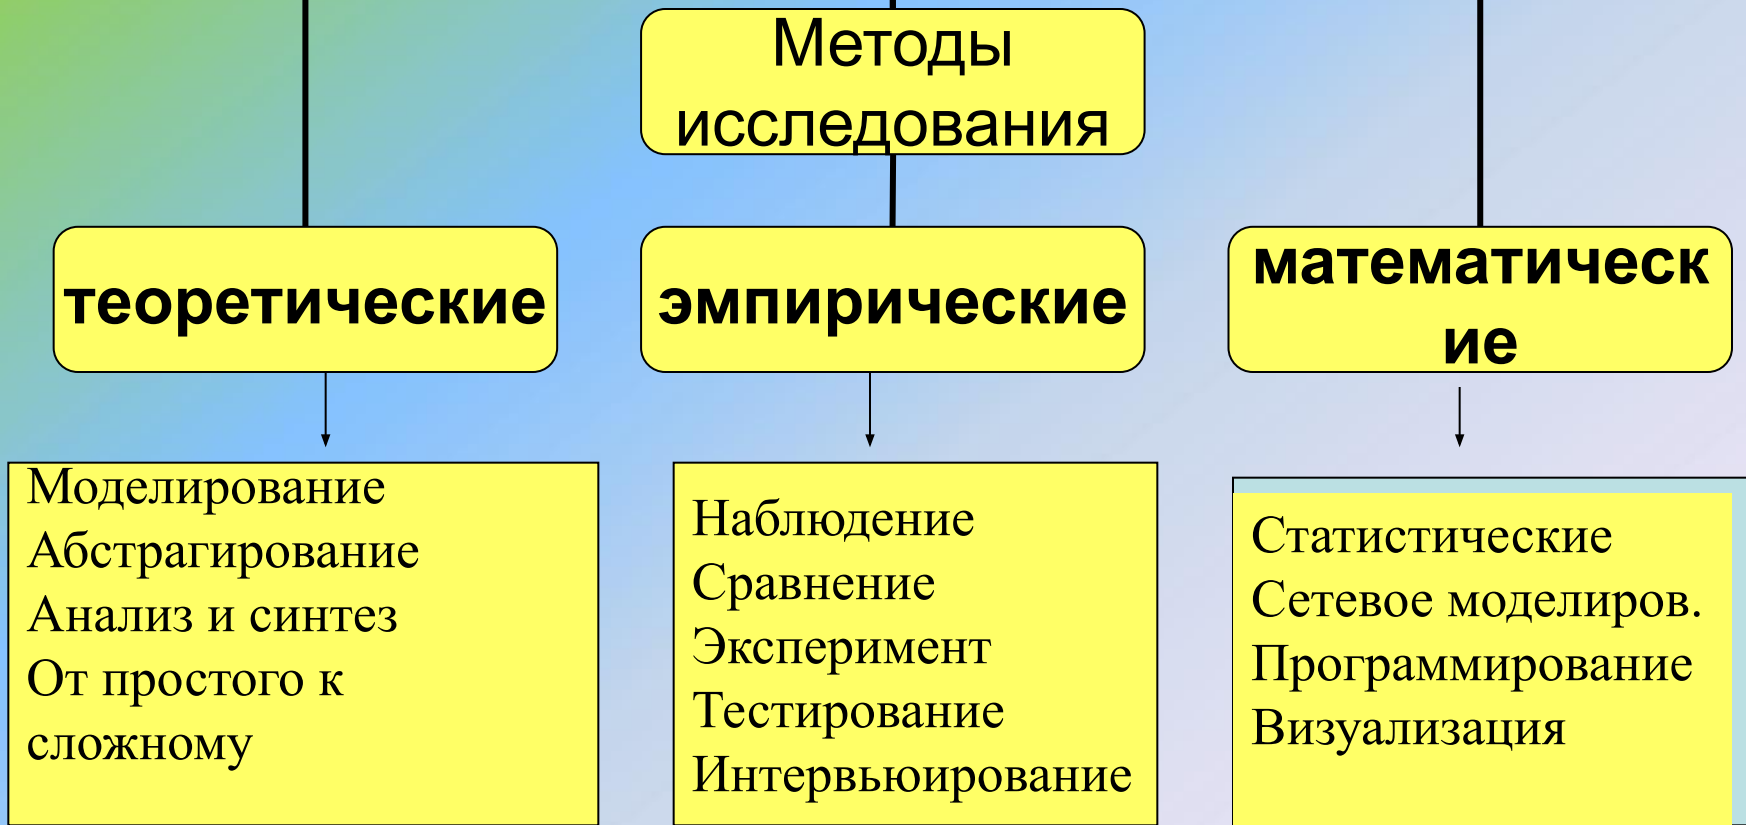 Методы
исследования
теоретические
эмпирические
математическ
ие
Моделирование
Абстрагирование
Анализ и синтез
От простого к
сложному
Наблюдение
Сравнение
Эксперимент
Тестирование
Интервьюирование
Статистические
Сетевое моделиров.
Программирование
Визуализация